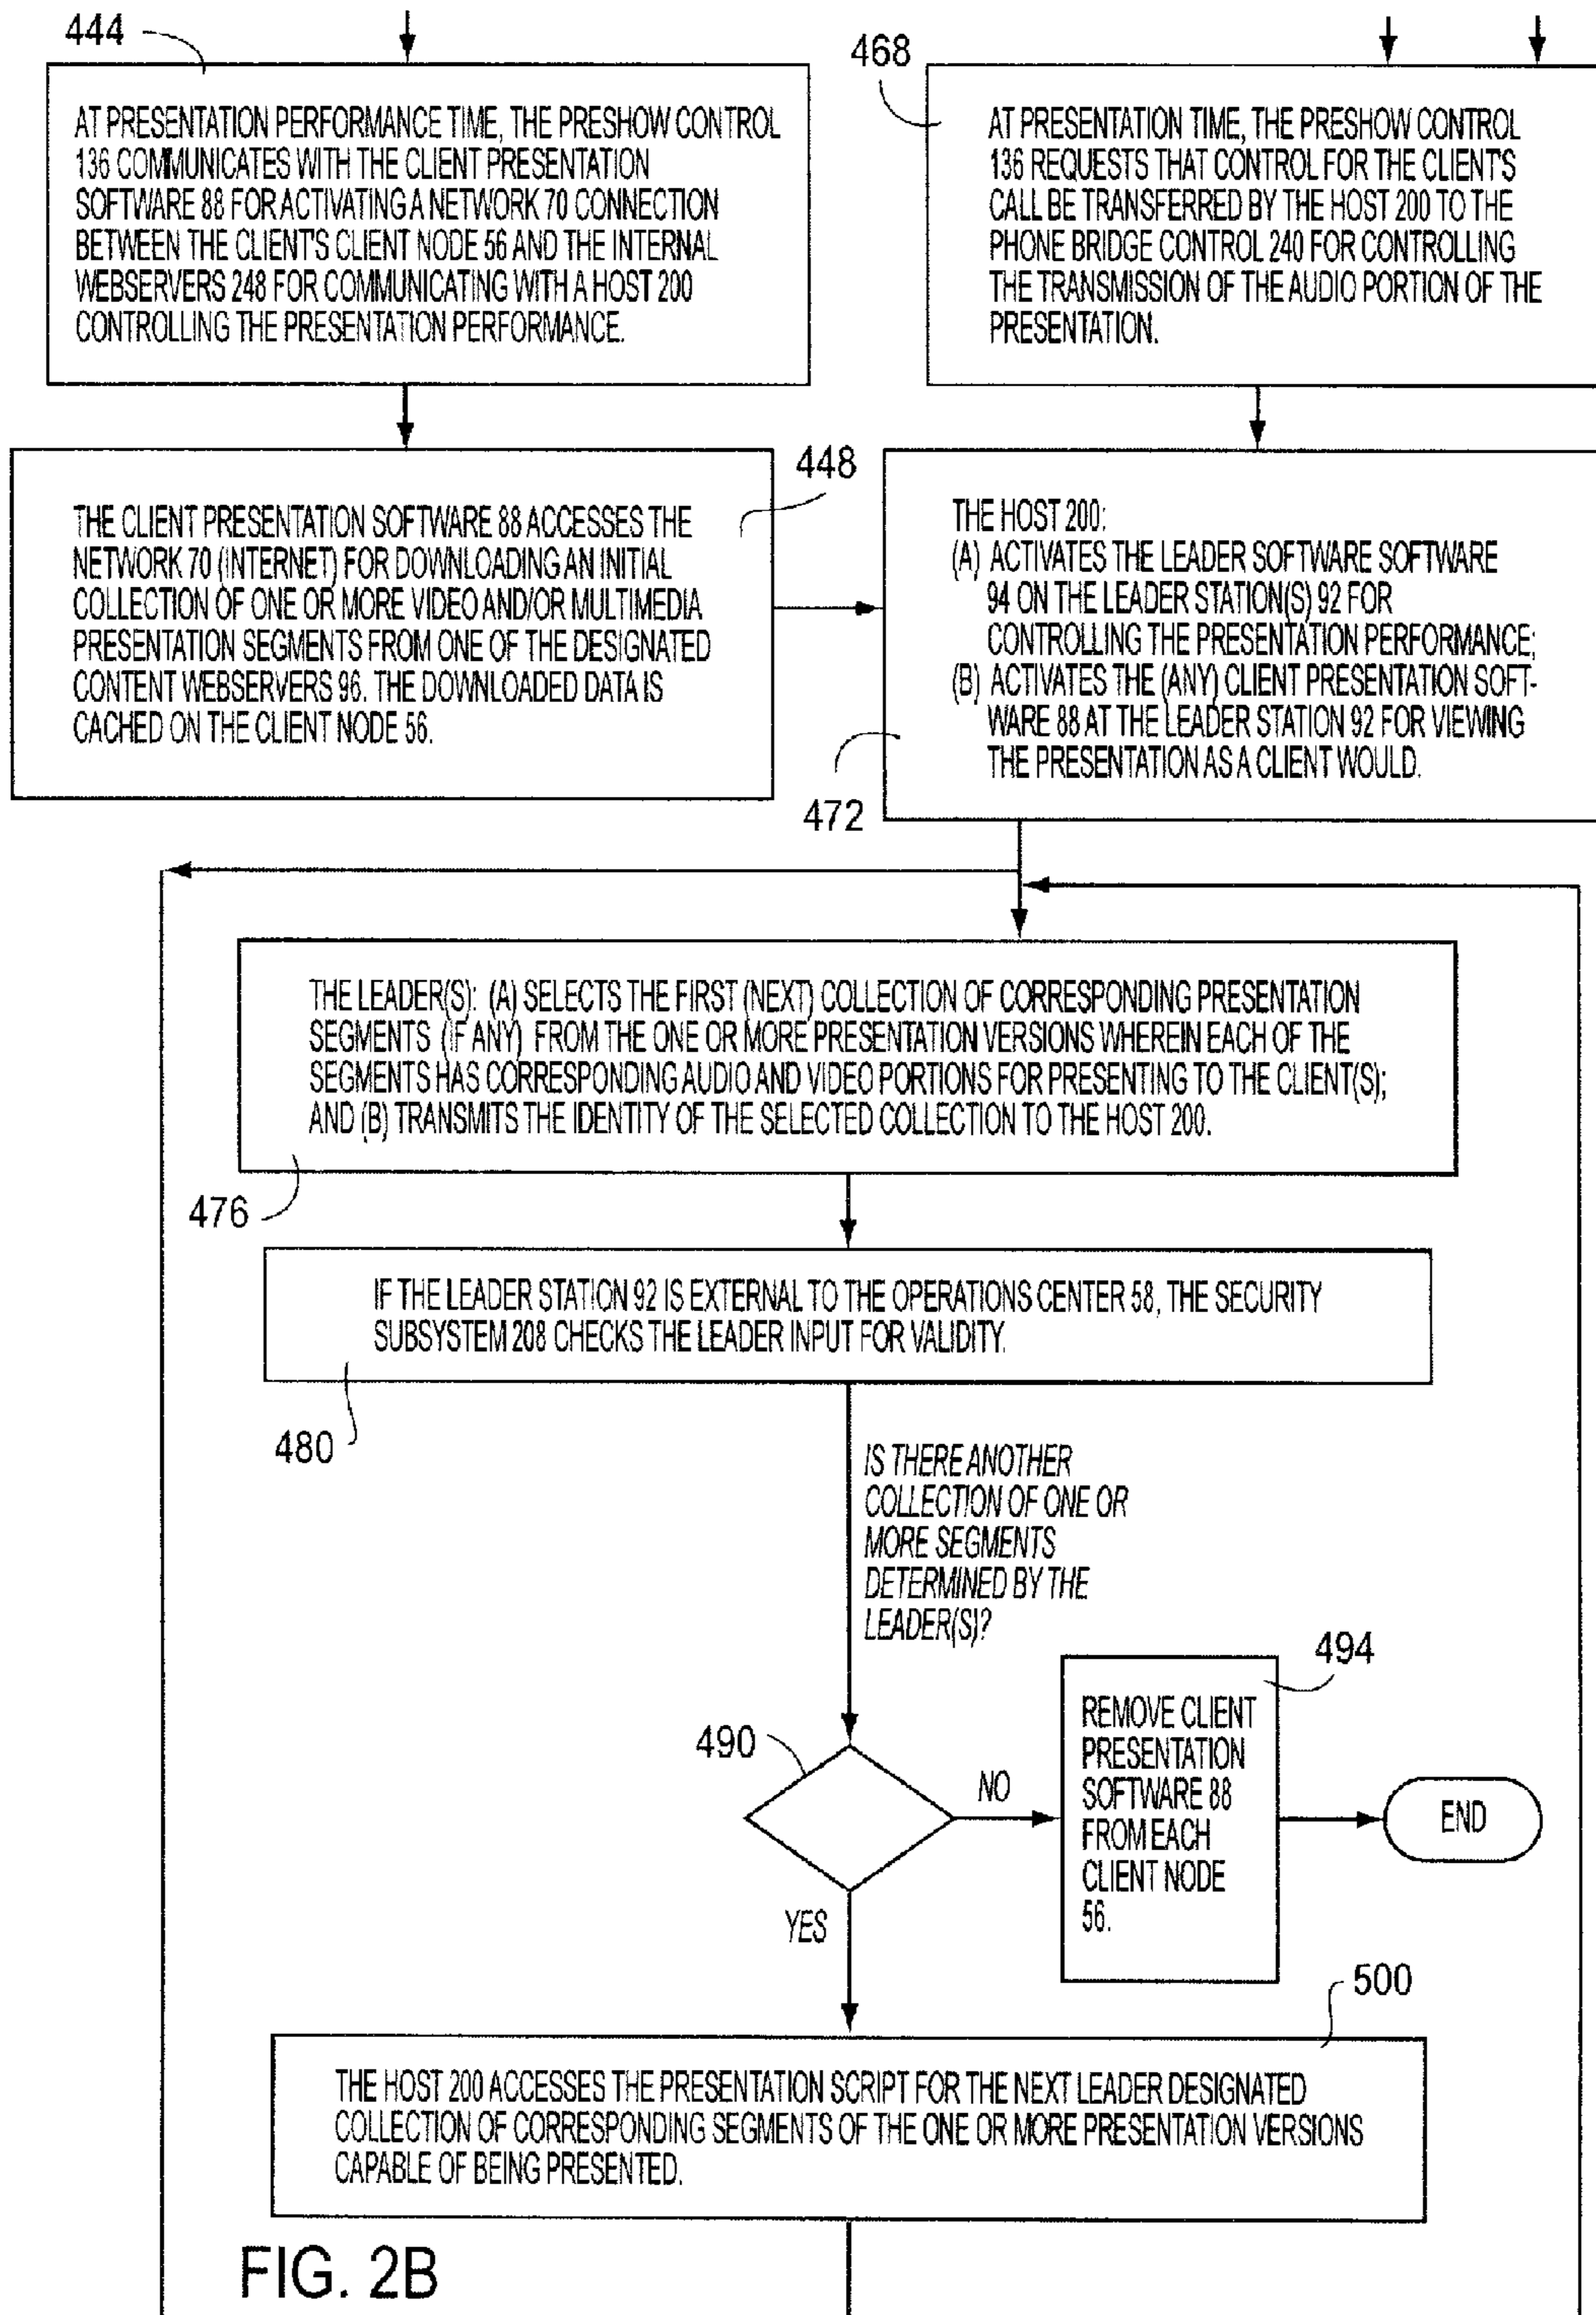 444
AT PRESENTATION PERFORMANCE TIME, THE PRESHOW CONTROL
136 COMMUNICATES WITH THE CLIENT PRESENTATION
SOFTWARE 88 FOR ACTIVATING A NETWORK 70 CONNECTION
BETWEEN THE CLIENT'S CLIENT NODE 56 AND THE INTERNAL
WEBSERVERS 248 FOR COMMUNICATING WITH A HOST 200
CONTROLLING THE PRESENTATION PERFORMANCE.
468
AT PRESENTATION TIME, THE PRESHOW CONTROL
136 REQUESTS THAT CONTROL FOR THE CLIENT'S
CALL BE TRANSFERRED BY THE HOST 200 TO THE
PHONE BRIDGE CONTROL 240 FOR CONTROLLING
THE TRANSMISSION OF THE AUDIO PORTION OF THE
PRESENTATION.
448
THE CLIENT PRESENTATION SOFTWARE 88 ACCESSES THE
NETWORK 70 (INTERNET) FOR DOWNLOADING AN INITIAL
COLLECTION OF ONE OR MORE VIDEO AND/OR MULTIMEDIA
PRESENTATION SEGMENTS FROM ONE OF THE DESIGNATED
CONTENT WEBSERVERS 96. THE DOWNLOADED DATA IS
CACHED ON THE CLIENT NODE 56.
THE HOST 200:
(A) ACTIVATES THE LEADER SOFTWARE SOFTWARE
94 ON THE LEADER STATION(S) 92 FOR
CONTROLLING THE PRESENTATION PERFORMANCE;
(B) ACTIVATES THE (ANY) CLIENT PRESENTATION SOFT-
WARE 88 AT THE LEADER STATION 92 FOR VIEWING
THE PRESENTATION AS A CLIENT WOULD.
472
THE LEADER(S): (A) SELECTS THE FIRST (NEXT) COLLECTION OF CORRESPONDING PRESENTATION
SEGMENTS (IF ANY) FROM THE ONE OR MORE PRESENTATION VERSIONS WHEREIN EACH OF THE
SEGMENTS HAS CORRESPONDING AUDIO AND VIDEO PORTIONS FOR PRESENTING TO THE CLIENT(S);
AND (B) TRANSMITS THE IDENTITY OF THE SELECTED COLLECTION TO THE HOST 200.
476
IF THE LEADER STATION 92 IS EXTERNAL TO THE OPERATIONS CENTER 58, THE SECURITY
SUBSYSTEM 208 CHECKS THE LEADER INPUT FOR VALIDITY.
480
IS THERE ANOTHER
COLLECTION OF ONE OR
MORE SEGMENTS
DETERMINED BY THE
LEADER(S)?
490
NO
494
REMOVE CLIENT
PRESENTATION
SOFTWARE 88
FROM EACH
CLIENT NODE
56.
END
YES
500
THE HOST 200 ACCESSES THE PRESENTATION SCRIPT FOR THE NEXT LEADER DESIGNATED
COLLECTION OF CORRESPONDING SEGMENTS OF THE ONE OR MORE PRESENTATION VERSIONS
CAPABLE OF BEING PRESENTED.
FIG. 2B